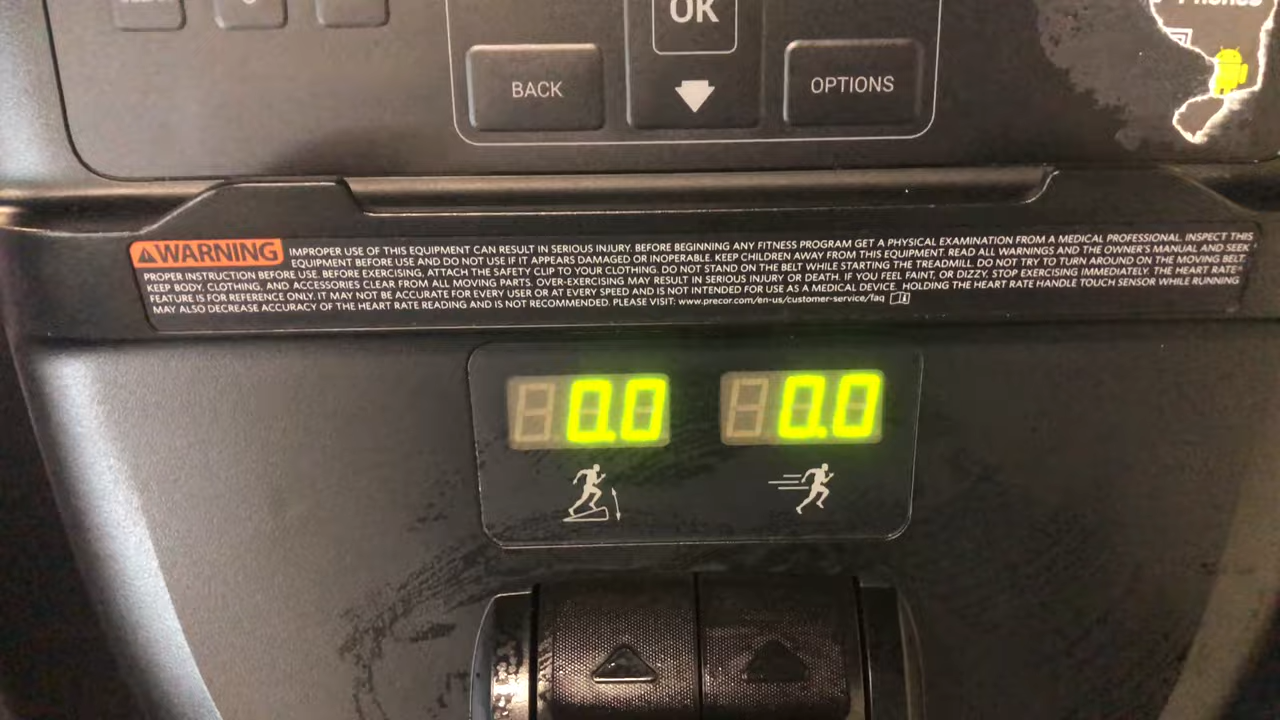 OK
Phones
BACK
OPTIONS
WARNING IMPROPER USE OF THIS EQUIPMENT CAN RESULT IN SERIOUS INJURY. BEFORE BEGINNING ANY FITNESS PROGRAM GET A PHYSICAL EXAMINATION FROM A MEDICAL PROFESSIONAL. INSPECT THIS
EQUIPMENT BEFORE USE AND DO NOT USE IF IT APPEARS DAMAGED OR INOPERABLE. KEEP CHILDREN AWAY FROM THIS EQUIPMENT. READ ALL WARNINGS AND THE OWNER'S MANUAL AND SEEK
PROPER INSTRUCTION BEFORE USE. BEFORE EXERCISING, ATTACH THE SAFETY CLIP TO YOUR CLOTHING. DO NOT STAND ON THE BELT WHILE STARTING THE TREADMILL. DO NOT TRY TO TURN AROUND ON THE MOVING BELT.
KEEP BODY, CLOTHING, AND ACCESSORIES CLEAR FROM ALL MOVING PARTS. OVER-EXERCISING MAY RESULT IN SERIOUS INJURY OR DEATH. IF YOU FEEL FAINT, OR DIZZY, STOP EXERCISING IMMEDIATELY. THE HEART RATE
FEATURE IS FOR REFERENCE ONLY. IT MAY NOT BE ACCURATE FOR EVERY USER OR AT EVERY SPEED AND IS NOT INTENDED FOR USE AS A MEDICAL DEVICE. HOLDING THE HEART RATE HANDLE TOUCH SENSOR WHILE RUNNING
MAY ALSO DECREASE ACCURACY OF THE HEART RATE READING AND IS NOT RECOMMENDED. PLEASE VISIT: www.precor.com/en-us/customer-service/faq
0.0 0.0